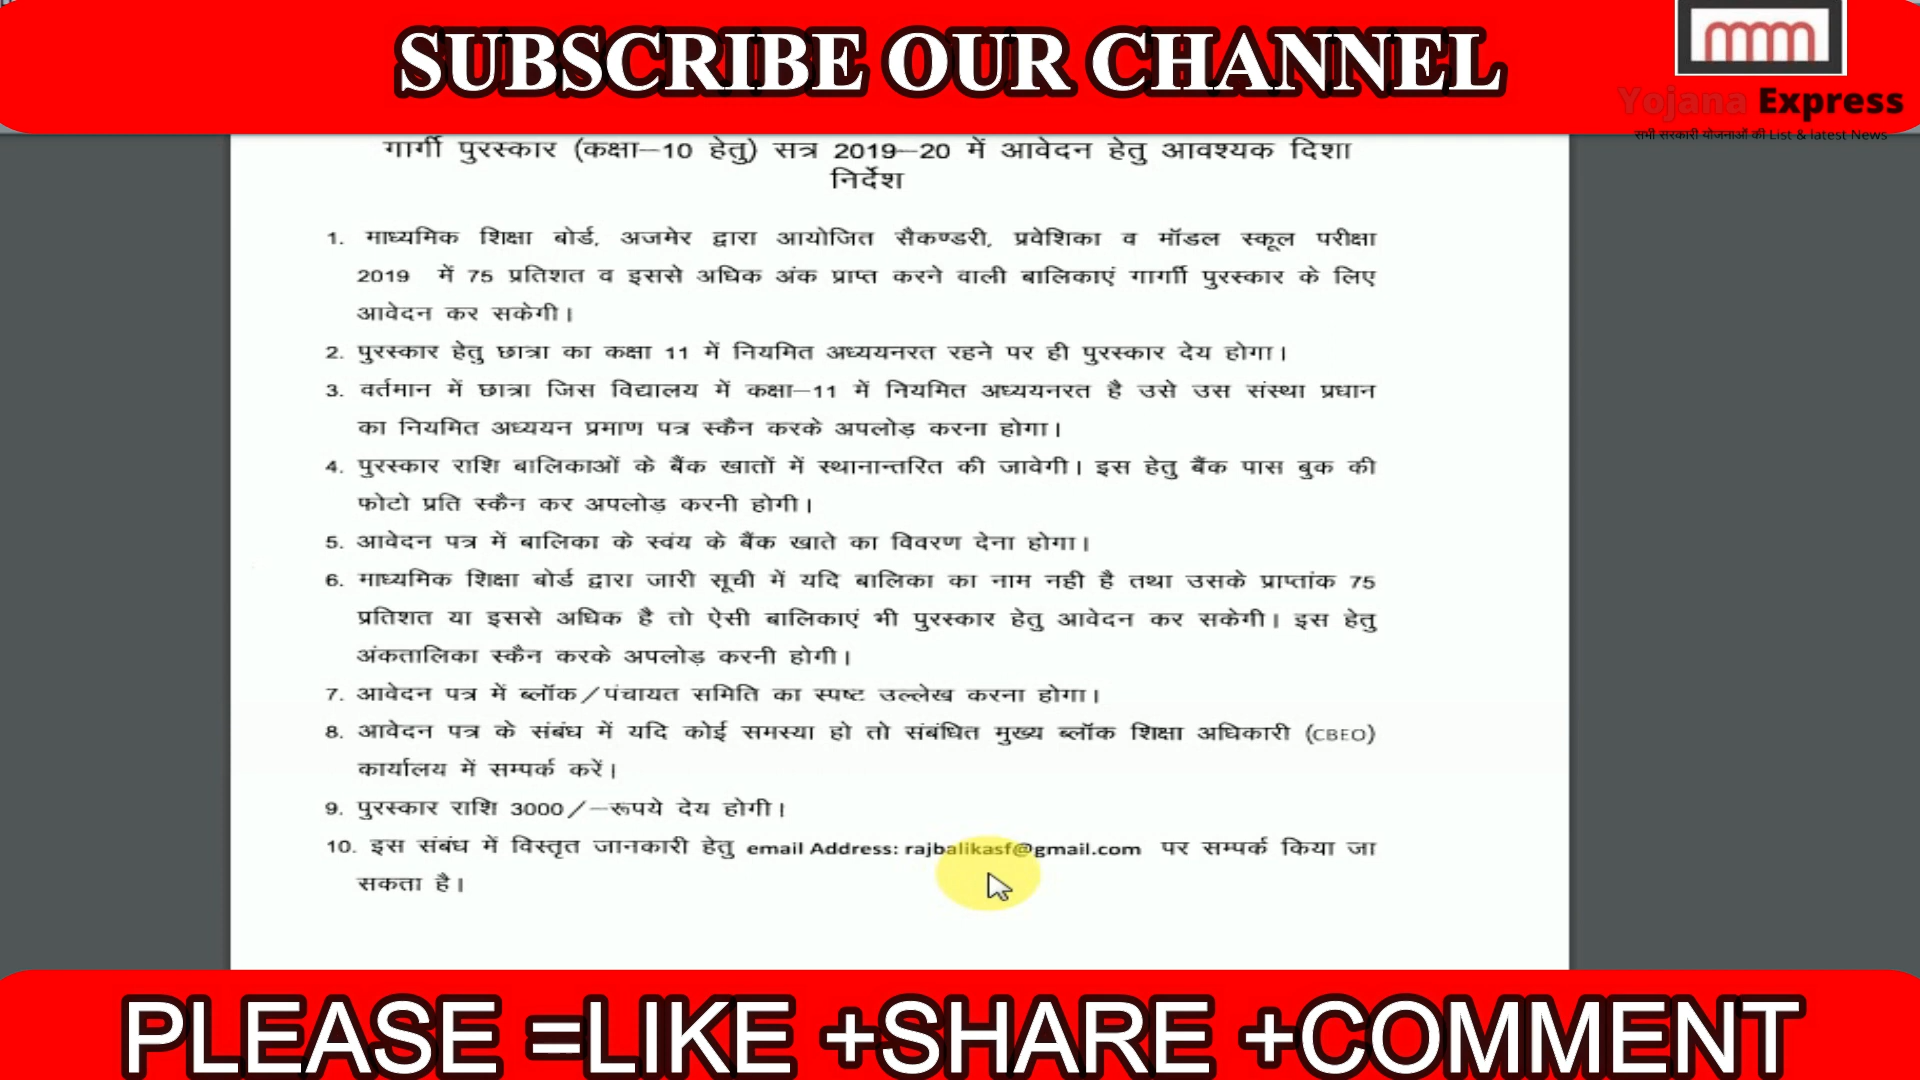 SUBSCRIBE OUR CHANNEL
Yojana Express
सभी सरकारी योजनाओं की List & latest News
गार्गी पुरस्कार (कक्षा–10 हेतु) सत्र 2019–20 में आवेदन हेतु आवश्यक दिशा
निर्देश
1. माध्यमिक शिक्षा बोर्ड, अजमेर द्वारा आयोजित सैकण्डरी, प्रवेशिका व मॉडल स्कूल परीक्षा
2019 में 75 प्रतिशत व इससे अधिक अंक प्राप्त करने वाली बालिकाएं गार्गीी पुरस्कार के लिए
आवेदन कर सकेगी।
2. पुरस्कार हेतु छात्रा का कक्षा 11 में नियमित अध्ययनरत रहने पर ही पुरस्कार देय होगा।
3. वर्तमान में छात्रा जिस विद्यालय में कक्षा–11 में नियमित अध्ययनरत है उसे उस संस्था प्रधान
का नियमित अध्ययन प्रमाण पत्र स्कैन करके अपलोड़ करना होगा।
4. पुरस्कार राशि बालिकाओं के बैंक खातों में स्थानान्तरित की जावेगी। इस हेतु बैंक पास बुक की
फोटो प्रति स्कैन कर अपलोड़ करनी होगी।
5. आवेदन पत्र में बालिका के स्वंय के बैंक खाते का विवरण देना होगा।
6. माध्यमिक शिक्षा बोर्ड द्वारा जारी सूची में यदि बालिका का नाम नही है तथा उसके प्राप्तांक 75
प्रतिशत या इससे अधिक है तो ऐसी बालिकाएं भी पुरस्कार हेतु आवेदन कर सकेगी। इस हेतु
अंकतालिका स्कैन करके अपलोड़ करनी होगी।
7. आवेदन पत्र में ब्लॉक/पंचायत समिति का स्पष्ट उल्लेख करना होगा।
8. आवेदन पत्र के संबंध में यदि कोई समस्या हो तो संबंधित मुख्य ब्लॉक शिक्षा अधिकारी (CBEO)
कार्यालय में सम्पर्क करें।
9. पुरस्कार राशि 3000/–रूपये देय होगी।
10. इस संबंध में विस्तृत जानकारी हेतु email Address: rajbalikasf@gmail.com पर सम्पर्क किया जा
सकता है।
PLEASE =LIKE +SHARE +COMMENT